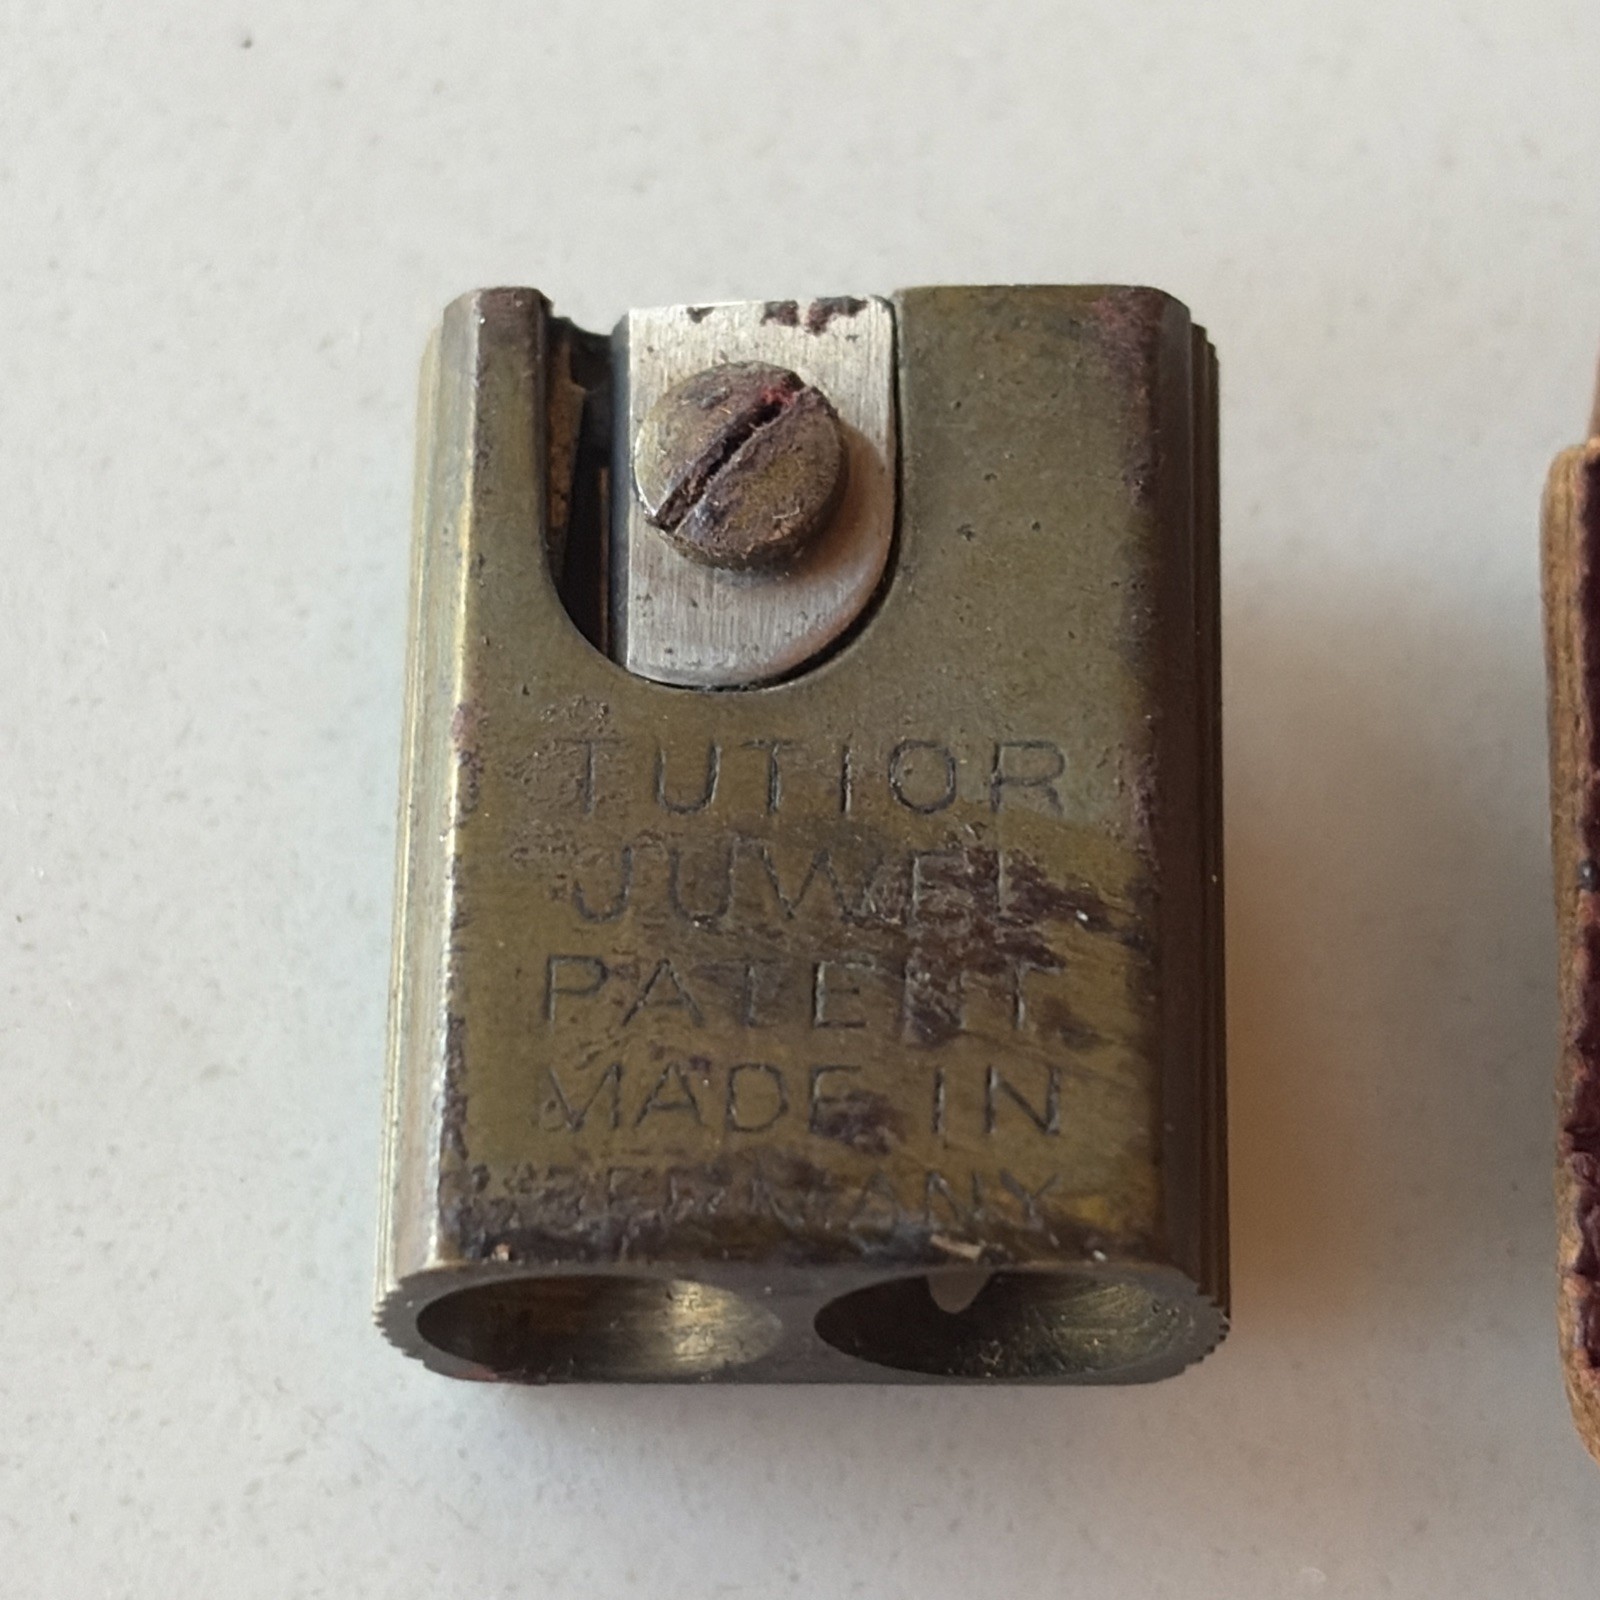 TUTIOR
JUWEL
PATENT
MADE IN
GERMANY